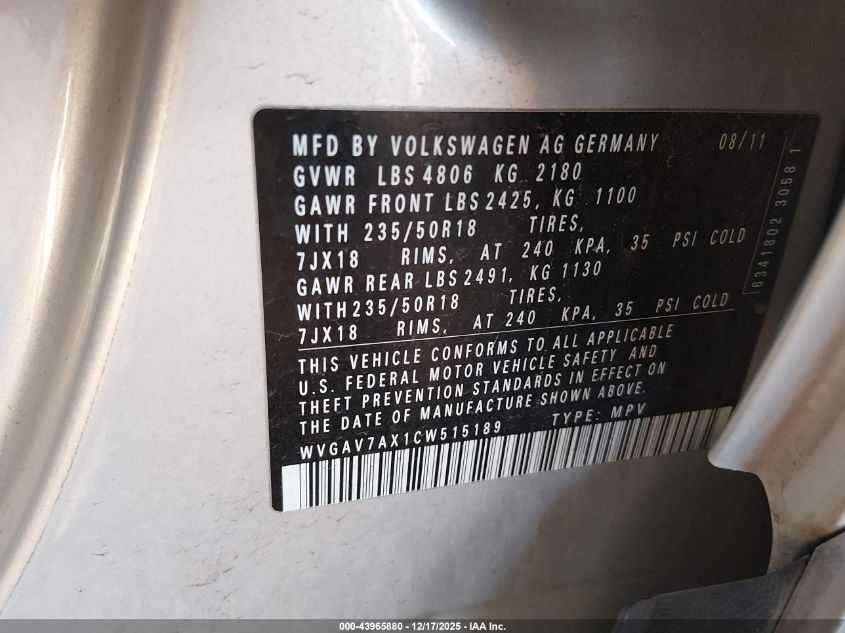 MFD BY VOLKSWAGEN AG GERMANY 08/11
GVWR LBS 4806 KG 2180
GAWR FRONT LBS 2425, KG 1100
WITH 235/50R18 TIRES,
7JX18 RIMS, AT 240 KPA, 35 PSI COLD
GAWR REAR LBS 2491, KG 1130
WITH 235/50R18 TIRES,
7JX18 RIMS, AT 240 KPA, 35 PSI COLD
THIS VEHICLE CONFORMS TO ALL APPLICABLE
U.S. FEDERAL MOTOR VEHICLE SAFETY AND
THEFT PREVENTION STANDARDS IN EFFECT ON
THE DATE OF MANUFACTURE SHOWN ABOVE.
WVGAV7AX1CW515189 TYPE: MPV
6341802 30581
000-43965880 - 12/17/2025 - IAA Inc.